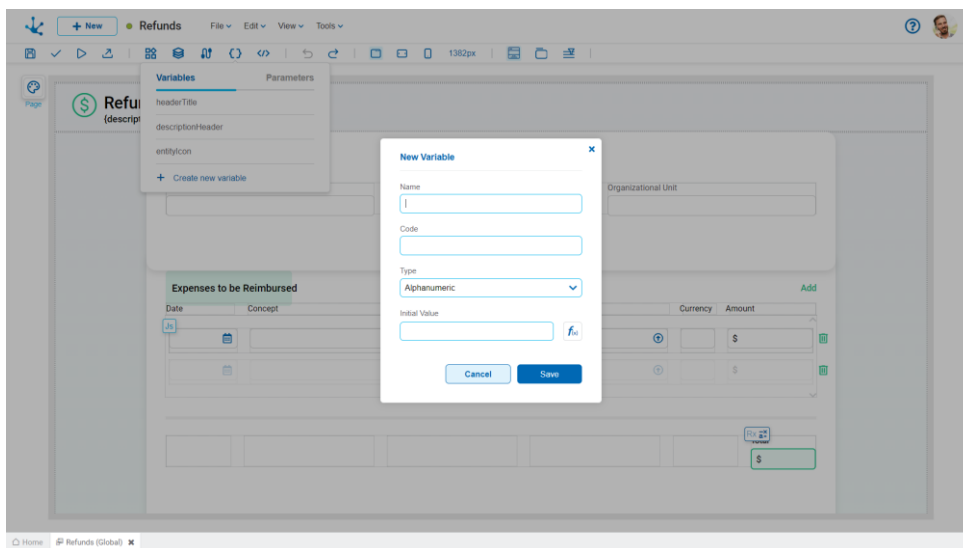 + New Refunds File Edit View Tools ?
1382px
Variables Parameters
Page
headerTitle
{descript
descriptionHeader
entityIcon
New Variable
+ Create new variable
Name
Organizational Unit
Code
Type
Expenses to be Reimbursed
Alphanumeric
Add
Date Concept Currency Amount
Initial Value
Js
f(x)
$
Cancel Save
$
Rx
$
Home Refunds (Global)